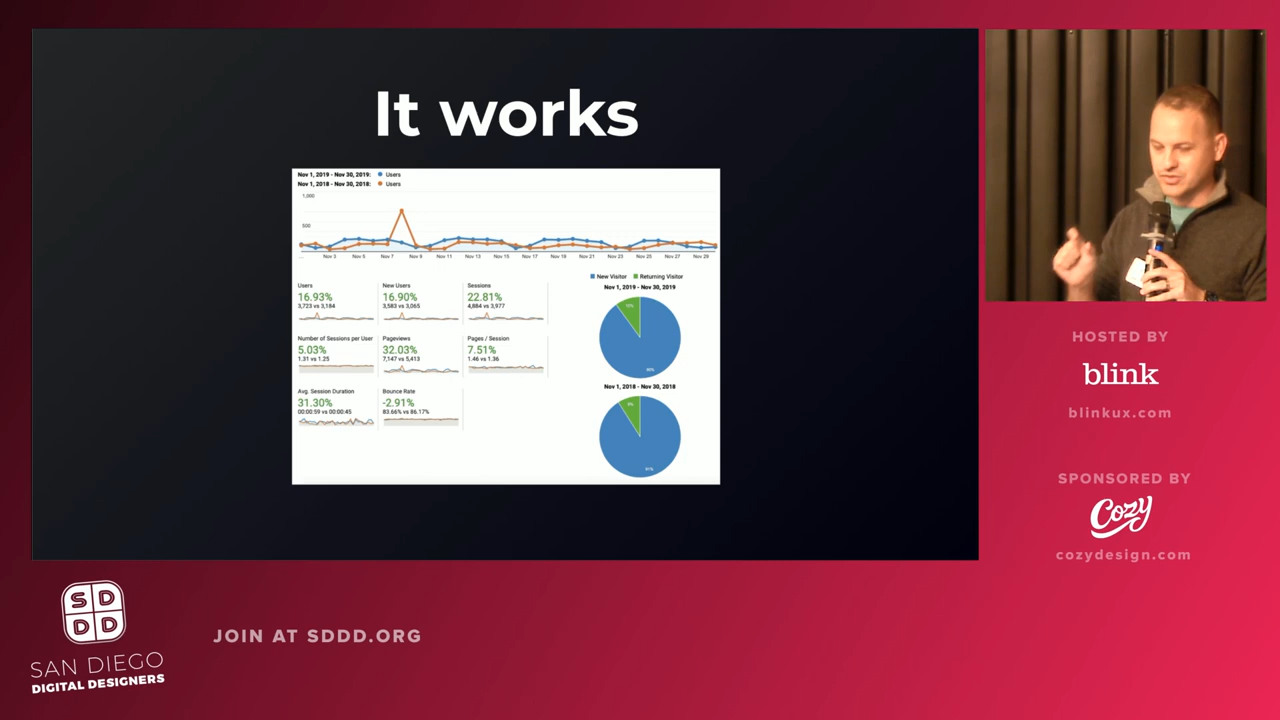 It works
Nov 1, 2019 - Nov 30, 2019: Users
Nov 1, 2018 - Nov 30, 2018: Users
1,000
500
... Nov 3 Nov 5 Nov 7 Nov 9 Nov 11 Nov 13 Nov 15 Nov 17 Nov 19 Nov 21 Nov 23 Nov 25 Nov 27 Nov 29
New Visitor Returning Visitor
Nov 1, 2019 - Nov 30, 2019
Users New Users Sessions
16.93% 16.90% 22.81%
3,723 vs 3,184 3,583 vs 3,065 4,884 vs 3,977
Number of Sessions per User Pageviews Pages / Session
5.03% 32.03% 7.51%
1.31 vs 1.25 7,147 vs 5,413 1.46 vs 1.36
Nov 1, 2018 - Nov 30, 2018
Avg. Session Duration Bounce Rate
31.30% -2.91%
00:00:59 vs 00:00:45 83.66% vs 86.17%
HOSTED BY
blink
blinkux.com
SPONSORED BY
Cozy
cozydesign.com
SD
DD
SAN DIEGO
DIGITAL DESIGNERS
JOIN AT SDDD.ORG